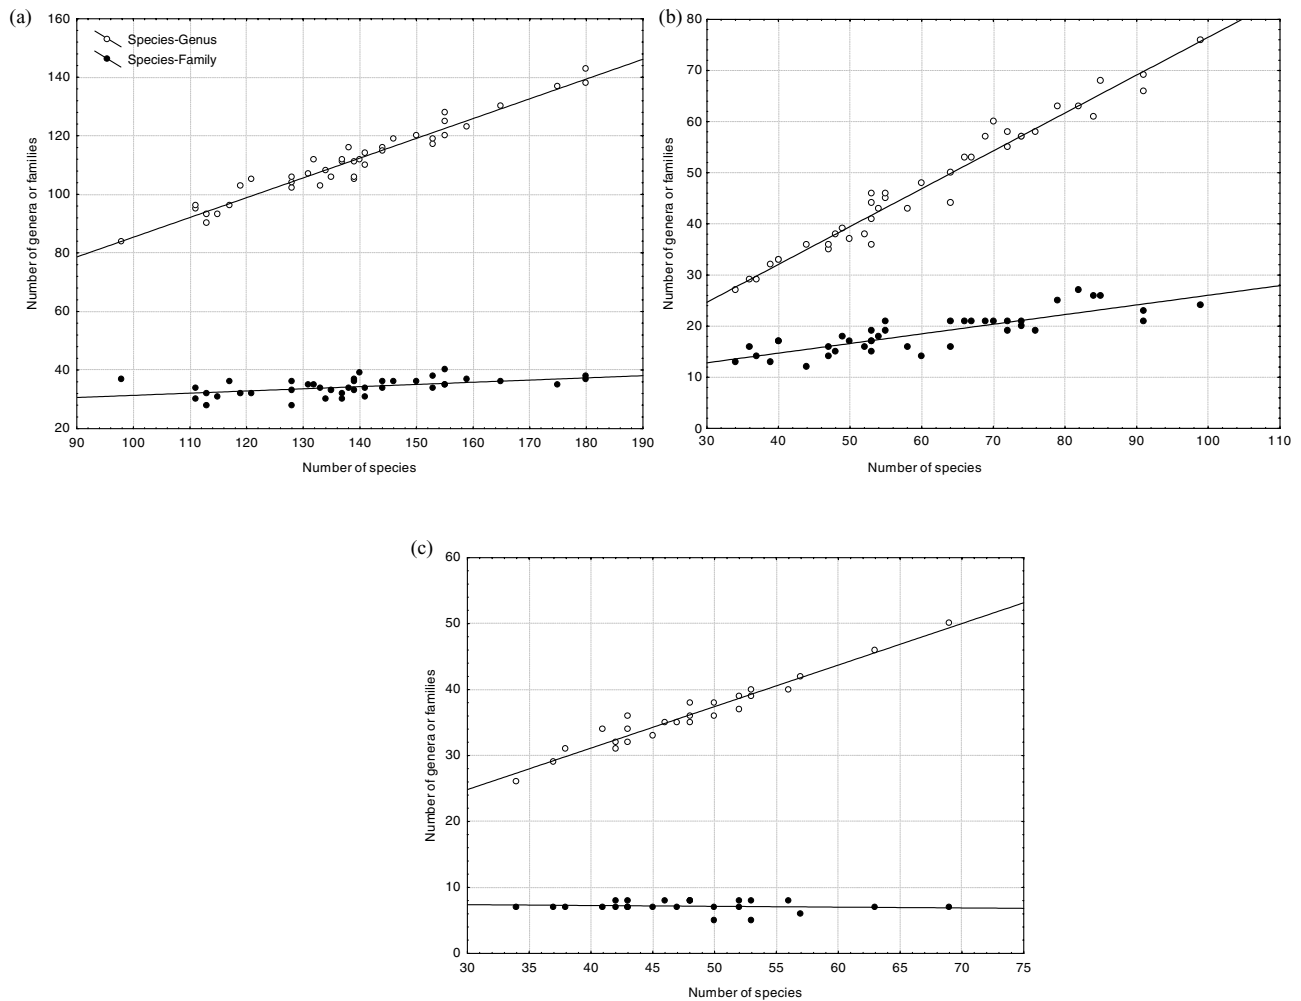 (a)
160
140
120
100
80
60
40
20
Number of genera or families
Species-Genus
Species-Family
90 100 110 120 130 140 150 160 170 180 190
Number of species
(b)
80
70
60
50
40
30
20
10
0
Number of genera or families
30 40 50 60 70 80 90 100 110
Number of species
(c)
60
50
40
30
20
10
0
Number of genera or families
30 35 40 45 50 55 60 65 70 75
Number of species